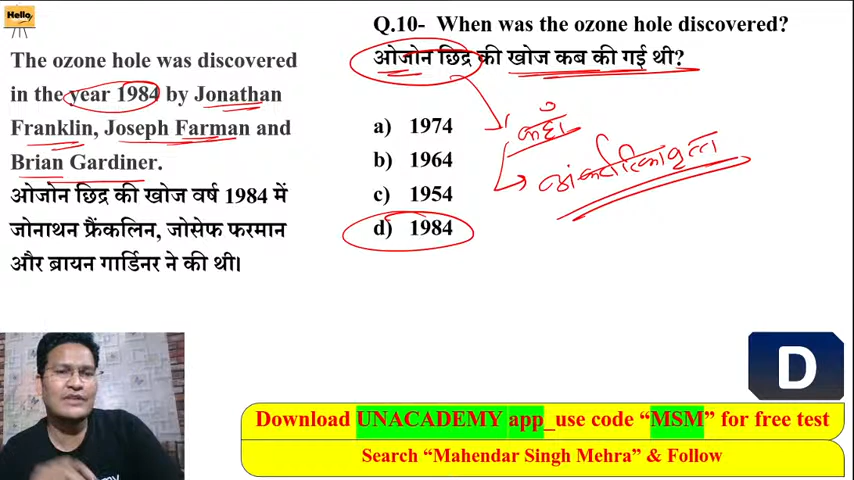 Hello
The ozone hole was discovered
in the year 1984 by Jonathan
Franklin, Joseph Farman and
Brian Gardiner.
ओजोन छिद्र की खोज वर्ष 1984 में
जोनाथन फ्रैंकलिन, जोसेफ फरमान
और ब्रायन गार्डिनर ने की थी।
Q.10- When was the ozone hole discovered?
ओजोन छिद्र की खोज कब की गई थी?
a) 1974
b) 1964
c) 1954
d) 1984
कहाँ
D
Download UNACADEMY app_use code “MSM” for free test
Search “Mahendar Singh Mehra” & Follow